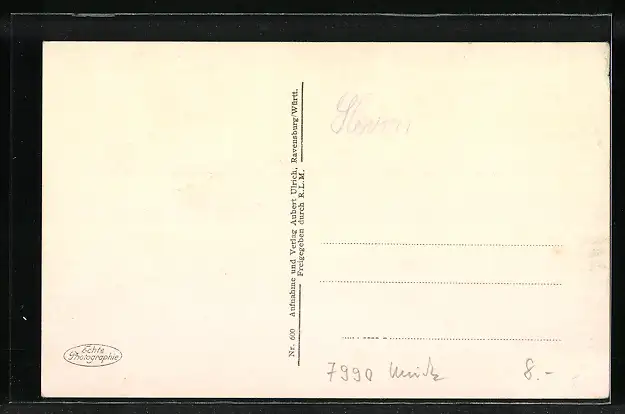 Nr. 600 Aufnahme und Verlag Aubert Ulrich, Ravensburg/Württ.
Freigegeben durch R.L.M.
Echte
Photographie
7990 8.-